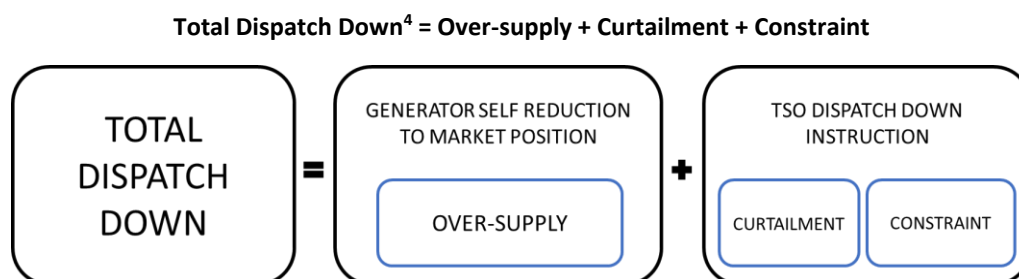 Total Dispatch Down4 = Over-supply + Curtailment + Constraint
TOTAL
DISPATCH
DOWN
=
GENERATOR SELF REDUCTION
TO MARKET POSITION
OVER-SUPPLY
+
TSO DISPATCH DOWN
INSTRUCTION
CURTAILMENT
CONSTRAINT